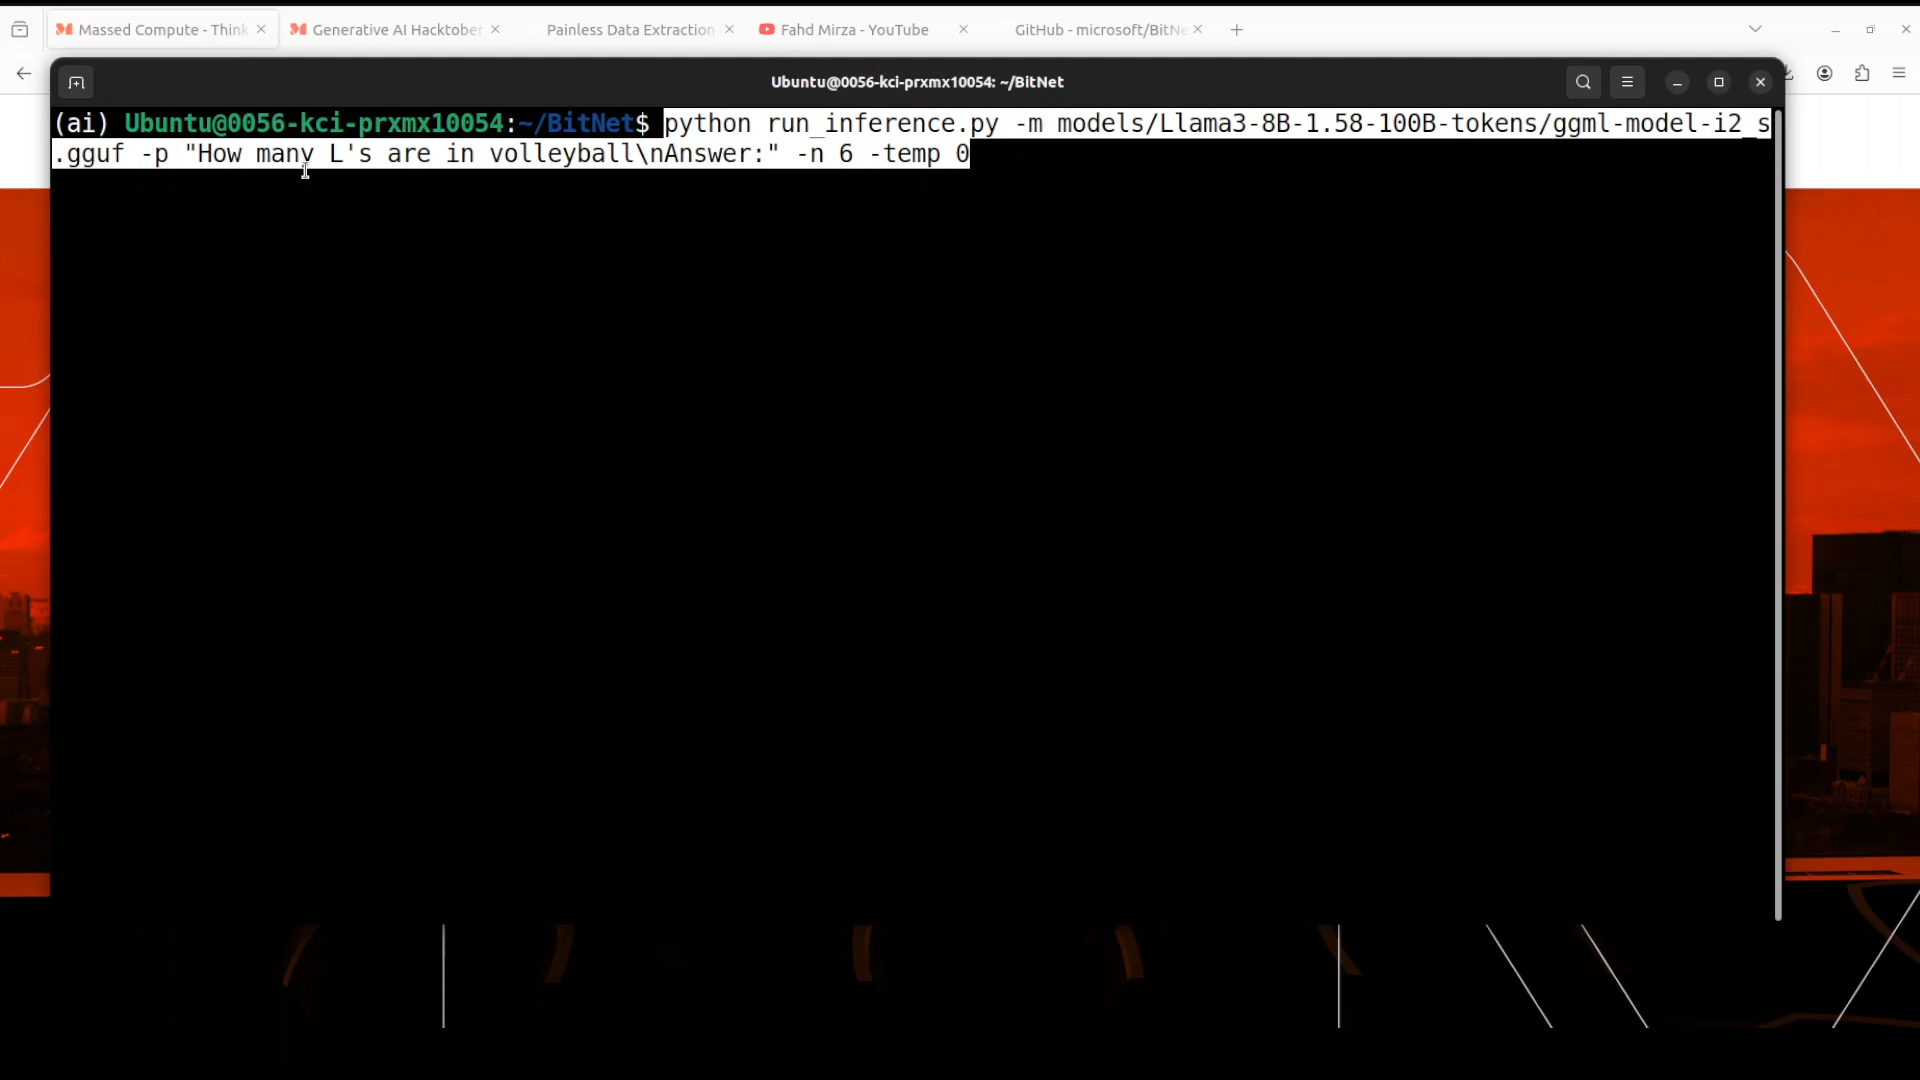 Massed Compute - Think
Generative AI Hacktober
Painless Data Extraction
Fahd Mirza - YouTube
GitHub - microsoft/BitNe
Ubuntu@0056-kci-prxmx10054: ~/BitNet
(ai) Ubuntu@0056-kci-prxmx10054:~/BitNet$ python run_inference.py -m models/Llama3-8B-1.58-100B-tokens/ggml-model-i2_s
.gguf -p "How many L's are in volleyball\nAnswer:" -n 6 -temp 0